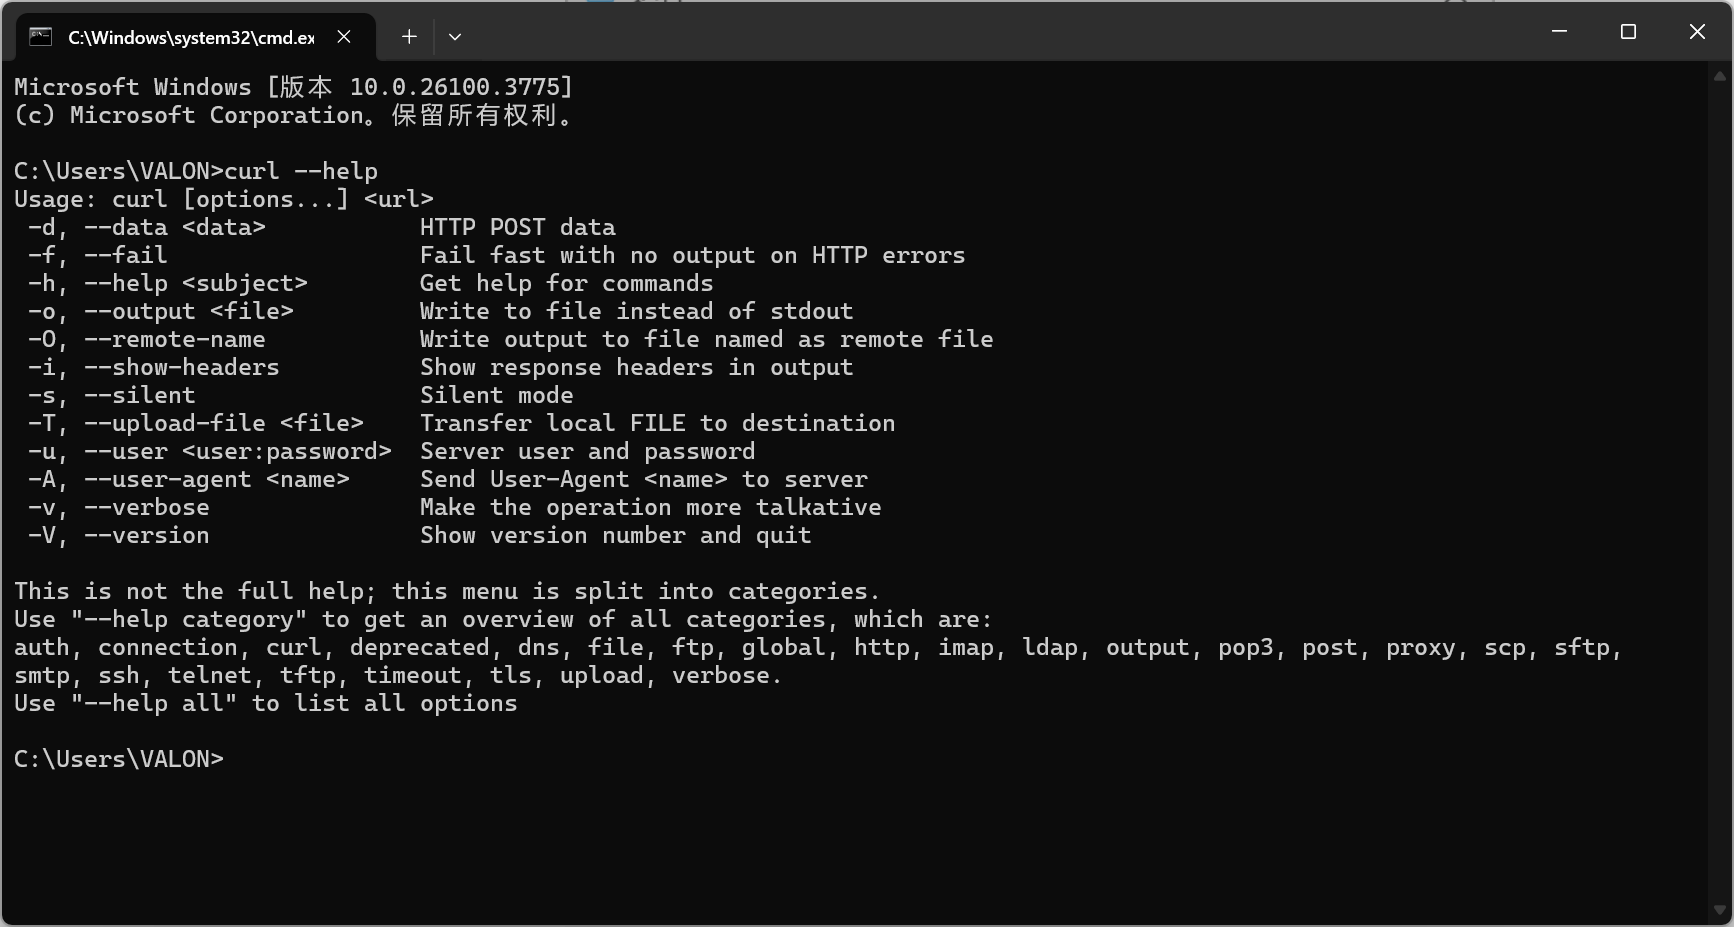 C:\Windows\system32\cmd.ex
Microsoft Windows [版本 10.0.26100.3775]
(c) Microsoft Corporation。保留所有权利。
C:\Users\VALON>curl --help
Usage: curl [options...] <url>
 -d, --data <data>           HTTP POST data
 -f, --fail                  Fail fast with no output on HTTP errors
 -h, --help <subject>        Get help for commands
 -o, --output <file>         Write to file instead of stdout
 -O, --remote-name           Write output to file named as remote file
 -i, --show-headers          Show response headers in output
 -s, --silent                Silent mode
 -T, --upload-file <file>    Transfer local FILE to destination
 -u, --user <user:password>  Server user and password
 -A, --user-agent <name>     Send User-Agent <name> to server
 -v, --verbose               Make the operation more talkative
 -V, --version               Show version number and quit
This is not the full help; this menu is split into categories.
Use "--help category" to get an overview of all categories, which are:
auth, connection, curl, deprecated, dns, file, ftp, global, http, imap, ldap, output, pop3, post, proxy, scp, sftp,
smtp, ssh, telnet, tftp, timeout, tls, upload, verbose.
Use "--help all" to list all options
C:\Users\VALON>